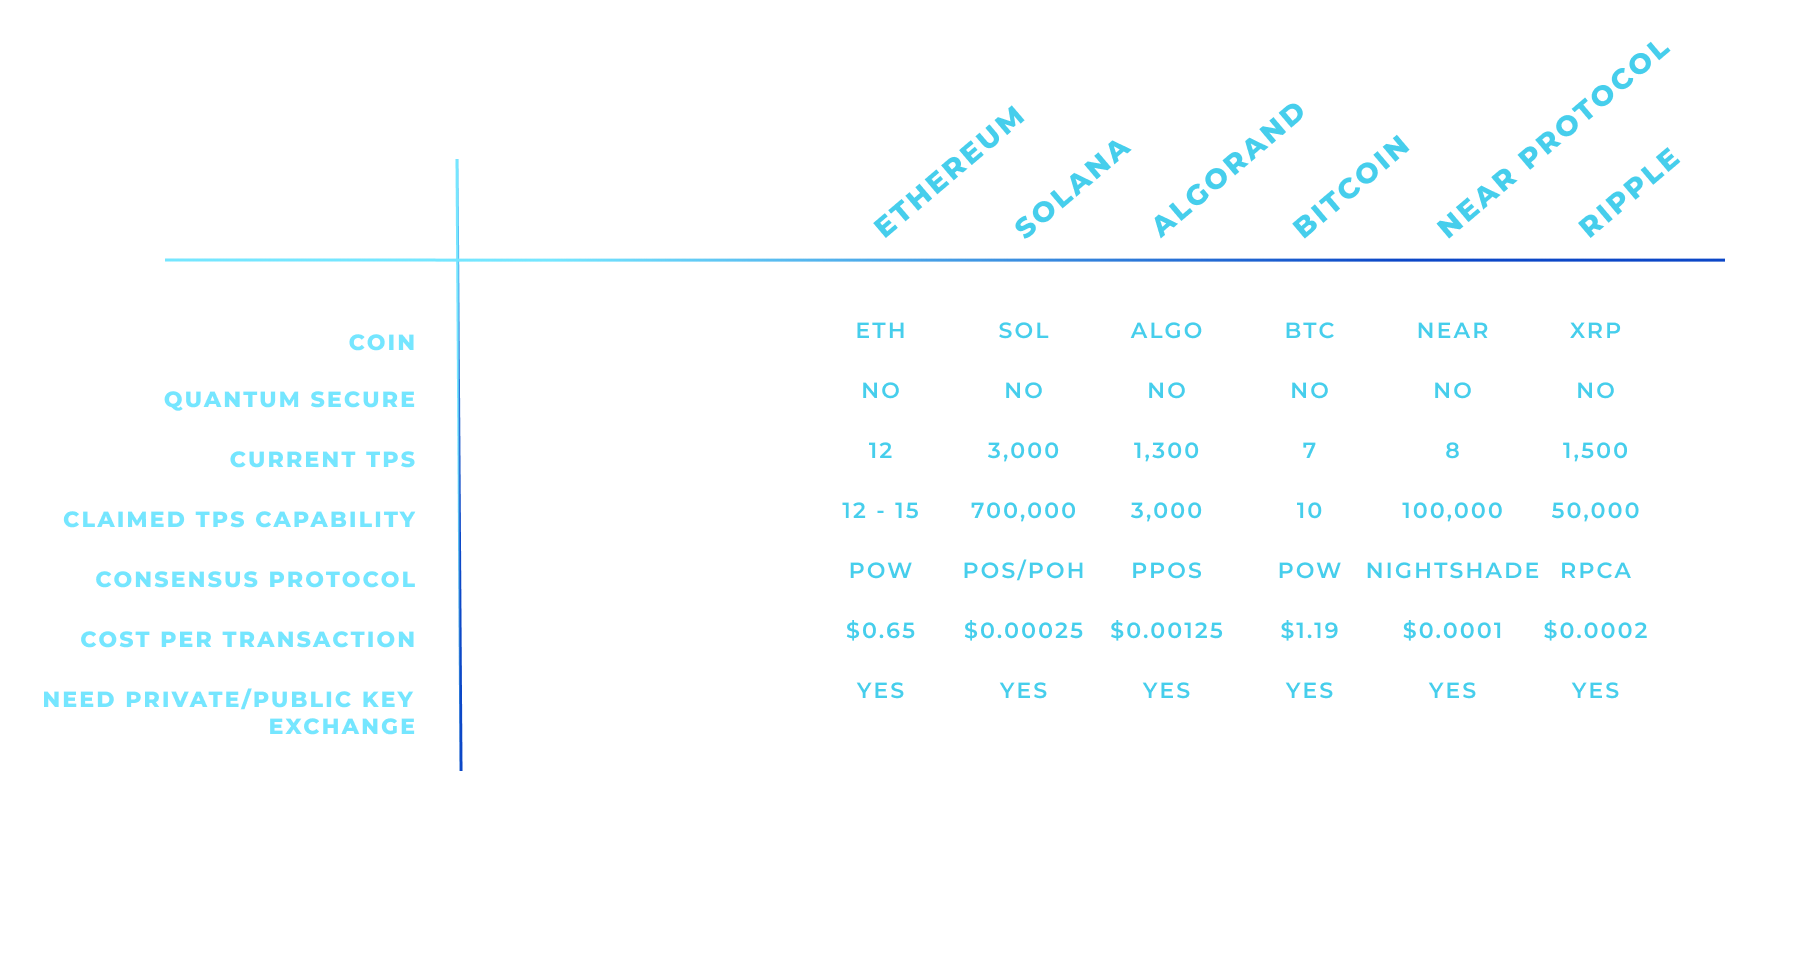 ETHEREUM SOLANA ALGORAND BITCOIN NEAR PROTOCOL RIPPLE
COIN ETH SOL ALGO BTC NEAR XRP
QUANTUM SECURE NO NO NO NO NO NO
CURRENT TPS 12 3,000 1,300 7 8 1,500
CLAIMED TPS CAPABILITY 12 - 15 700,000 3,000 10 100,000 50,000
CONSENSUS PROTOCOL POW POS/POH PPOS POW NIGHTSHADE RPCA
COST PER TRANSACTION $0.65 $0.00025 $0.00125 $1.19 $0.0001 $0.0002
NEED PRIVATE/PUBLIC KEY YES YES YES YES YES YES
EXCHANGE